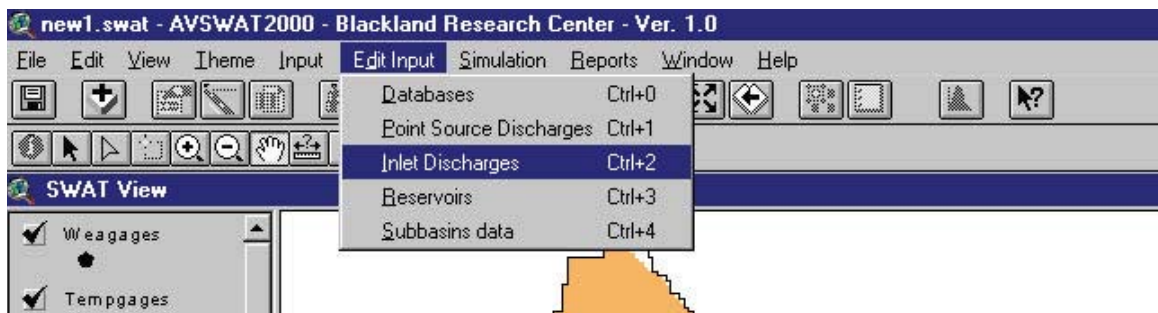 new1.swat - AVSWAT2000 - Blackland Research Center - Ver. 1.0
File Edit View Theme Input Edit Input Simulation Reports Window Help
Databases Ctrl+0
Point Source Discharges Ctrl+1
Inlet Discharges Ctrl+2
Reservoirs Ctrl+3
Subbasins data Ctrl+4
SWAT View
Weagages
Tempgages